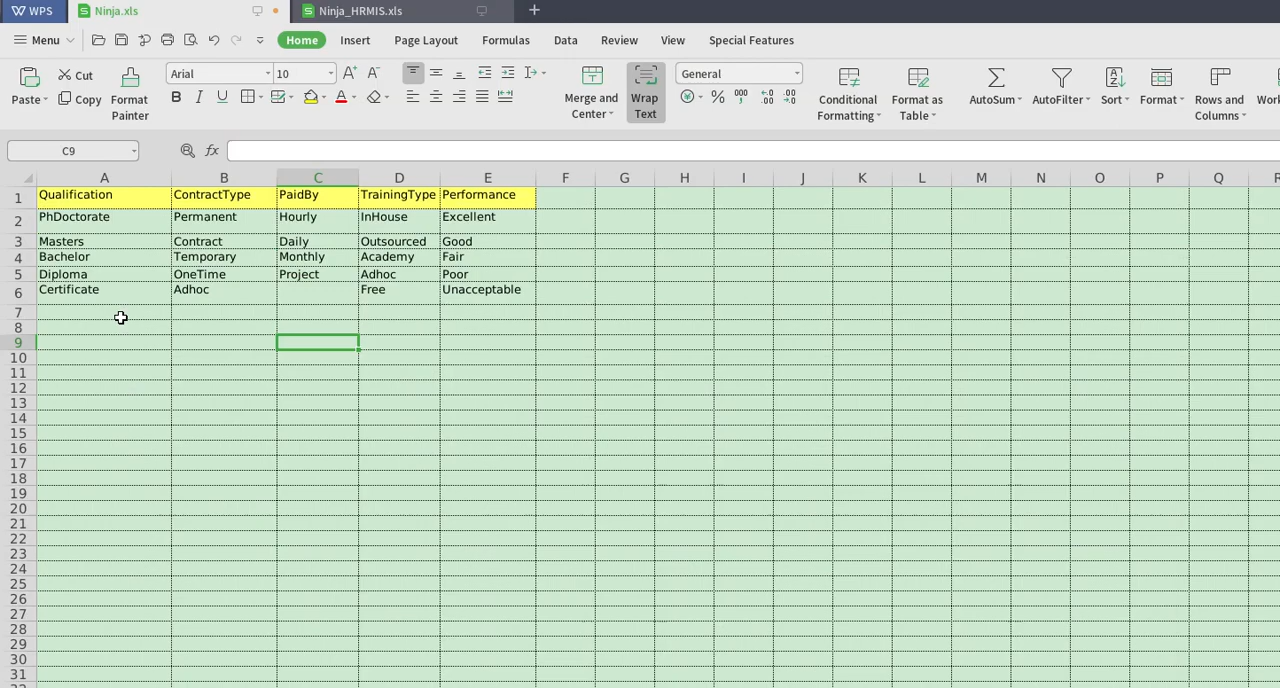 WPS Ninja.xls Ninja_HRMIS.xls +
Menu Home Insert Page Layout Formulas Data Review View Special Features
Paste Cut Copy Format Painter Arial 10 A+ A- B I U A Merge and Center Wrap Text General % 000 Conditional Formatting Format as Table AutoSum AutoFilter Sort Format Rows and Columns
C9 fx
A B C D E F G H I J K L M N O P Q
1 Qualification ContractType PaidBy TrainingType Performance
2 PhDoctorate Permanent Hourly InHouse Excellent
3 Masters Contract Daily Outsourced Good
4 Bachelor Temporary Monthly Academy Fair
5 Diploma OneTime Project Adhoc Poor
6 Certificate Adhoc Free Unacceptable
7
8
9
10
11
12
13
14
15
16
17
18
19
20
21
22
23
24
25
26
27
28
29
30
31